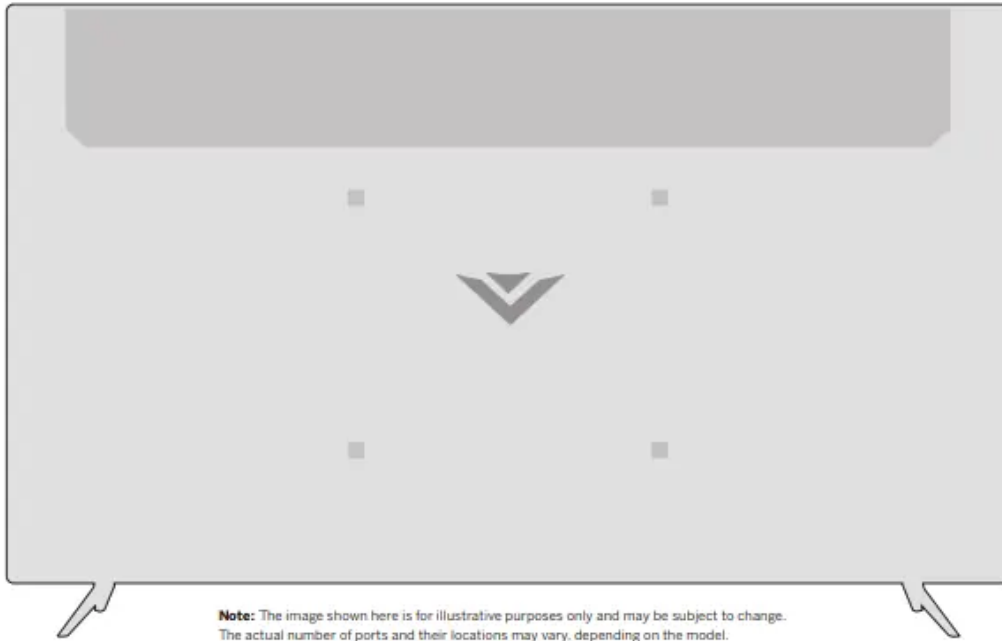 Note: The image shown here is for illustrative purposes only and may be subject to change.
The actual number of ports and their locations may vary, depending on the model.